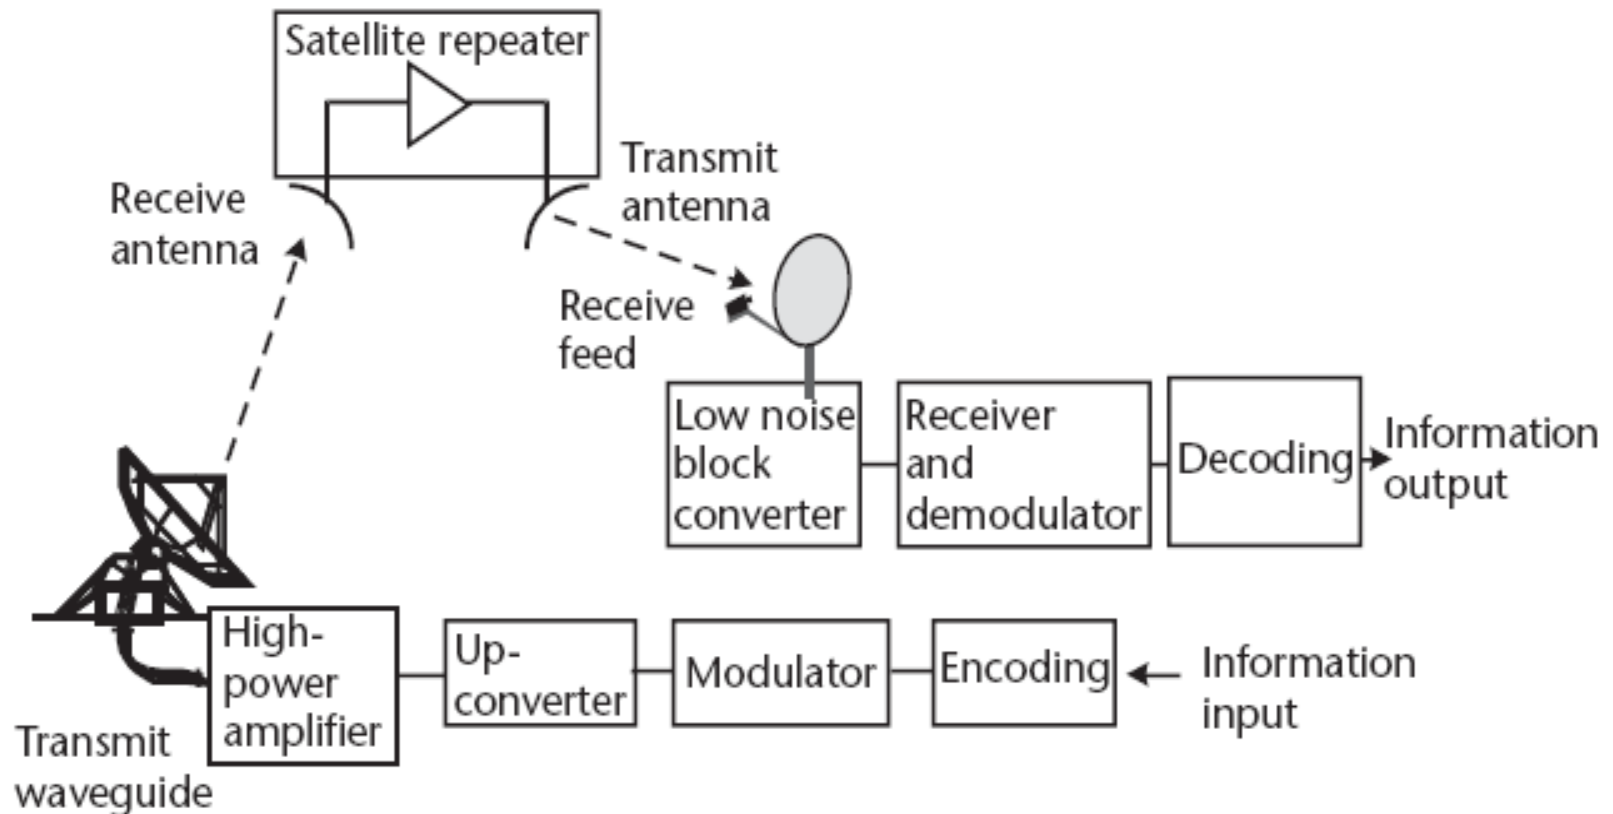 Satellite repeater
Receive
antenna
Transmit
antenna
Receive
feed
Low noise
block
converter
Receiver
and
demodulator
Decoding
Information
output
High-
power
amplifier
Up-
converter
Modulator
Encoding
Information
input
Transmit
waveguide